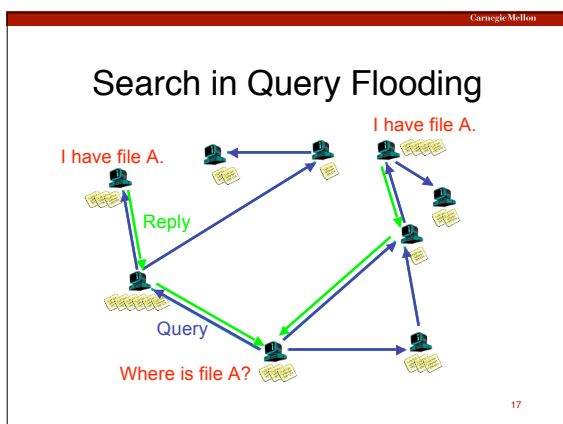 Carnegie Mellon
Search in Query Flooding
I have file A.
I have file A.
Reply
Query
Where is file A?
17